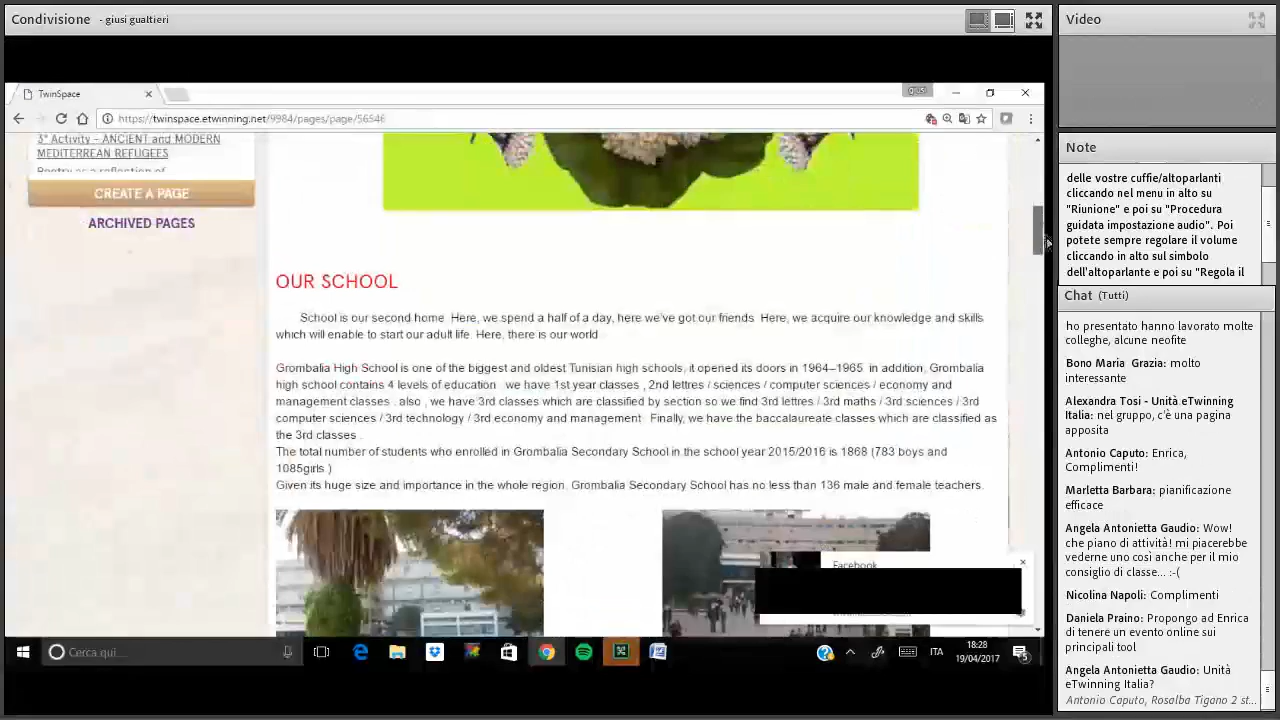 Condivisione - giusi gualtieri
Video
TwinSpace
giusi
https://twinspace.etwinning.net/9984/pages/page/56546
3° Activity – ANCIENT and MODERN
MEDITERREAN REFUGEES
Poetry as a reflection of
CREATE A PAGE
ARCHIVED PAGES
OUR SCHOOL
School is our second home Here, we spend a half of a day, here we've got our friends Here, we acquire our knowledge and skills
which will enable to start our adult life. Here, there is our world
Grombalia High School is one of the biggest and oldest Tunisian high schools, it opened its doors in 1964–1965 in addition, Grombalia
high school contains 4 levels of education we have 1st year classes , 2nd lettres / sciences / computer sciences / economy and
management classes . also , we have 3rd classes which are classified by section so we find 3rd lettres / 3rd maths / 3rd sciences / 3rd
computer sciences / 3rd technology / 3rd economy and management Finally, we have the baccalaureate classes which are classified as
the 3rd classes .
The total number of students who enrolled in Grombalia Secondary School in the school year 2015/2016 is 1868 (783 boys and
1085girls )
Given its huge size and importance in the whole region, Grombalia Secondary School has no less than 136 male and female teachers.
Facebook
Cerca qui...
ITA
18:28
19/04/2017
5
Note
delle vostre cuffie/altoparlanti
cliccando nel menu in alto su
"Riunione" e poi su "Procedura
guidata impostazione audio". Poi
potete sempre regolare il volume
cliccando in alto sul simbolo
dell'altoparlante e poi su "Regola il
Chat (Tutti)
ho presentato hanno lavorato molte
colleghe, alcune neofite
Bono Maria Grazia: molto
interessante
Alexandra Tosi - Unità eTwinning
Italia: nel gruppo, c'è una pagina
apposita
Antonio Caputo: Enrica,
Complimenti!
Marletta Barbara: pianificazione
efficace
Angela Antonietta Gaudio: Wow!
che piano di attività! mi piacerebbe
vederne uno così anche per il mio
consiglio di classe... :-(
Nicolina Napoli: Complimenti
Daniela Praino: Propongo ad Enrica
di tenere un evento online sui
principali tool
Angela Antonietta Gaudio: Unità
eTwinning Italia?
Antonio Caputo, Rosalba Tigano 2 st...